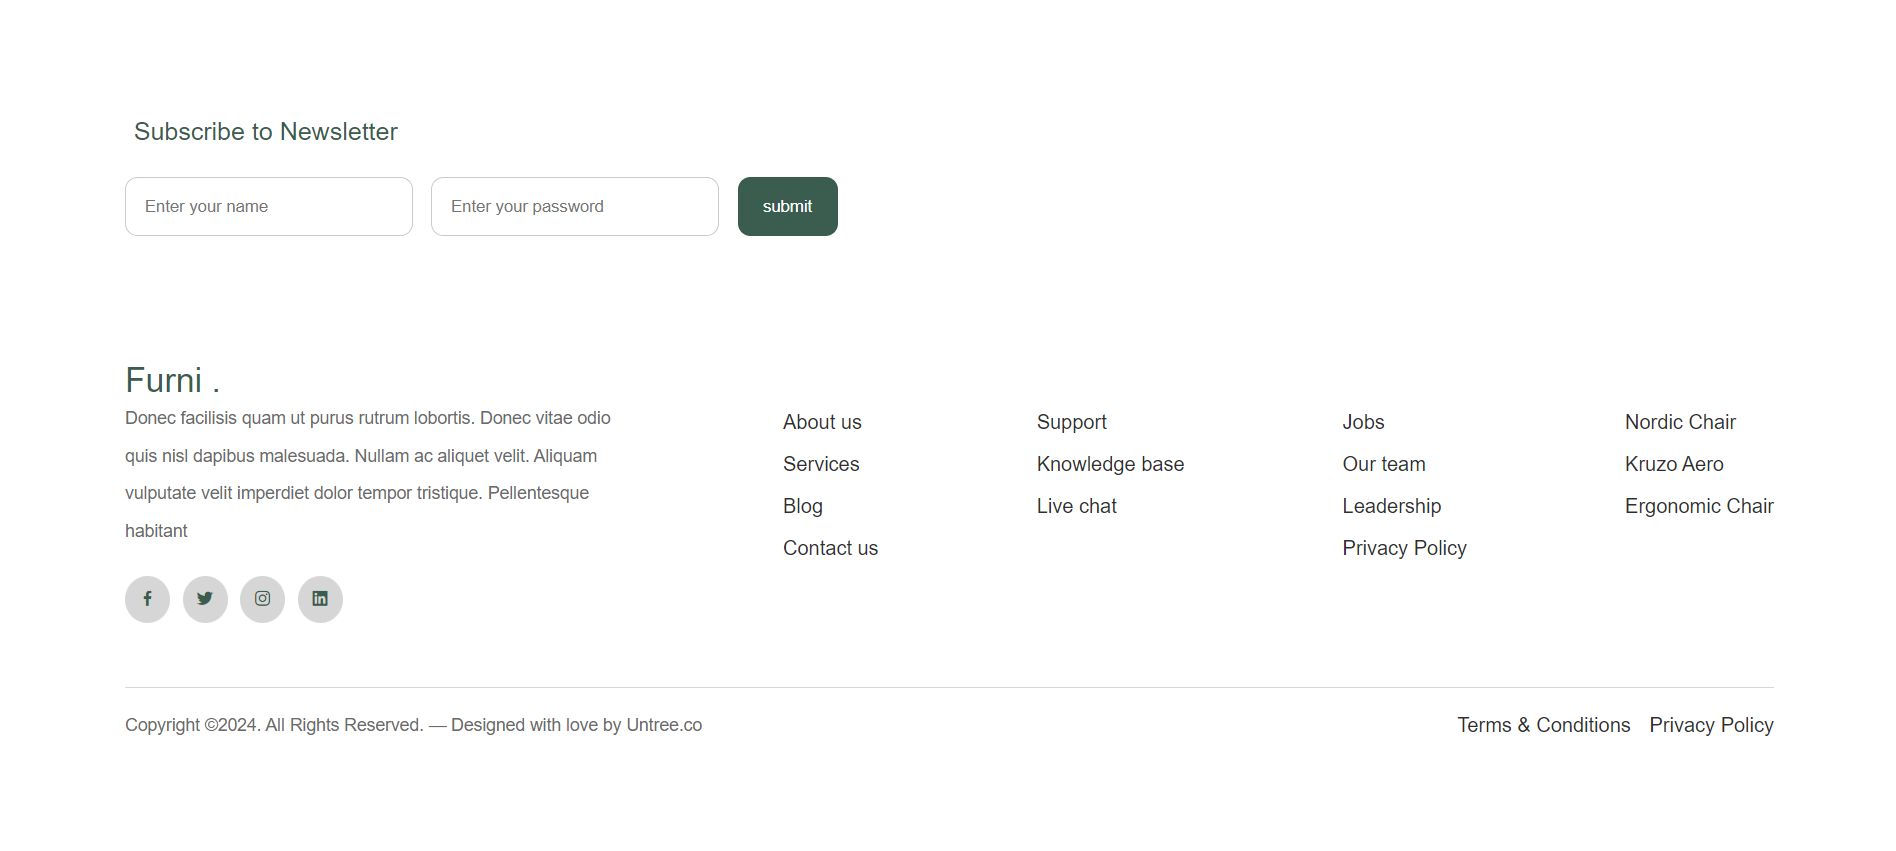 Subscribe to Newsletter
Enter your name
Enter your password
submit
Furni .
Donec facilisis quam ut purus rutrum lobortis. Donec vitae odio
quis nisl dapibus malesuada. Nullam ac aliquet velit. Aliquam
vulputate velit imperdiet dolor tempor tristique. Pellentesque
habitant
About us
Services
Blog
Contact us
Support
Knowledge base
Live chat
Jobs
Our team
Leadership
Privacy Policy
Nordic Chair
Kruzo Aero
Ergonomic Chair
Copyright ©2024. All Rights Reserved. — Designed with love by Untree.co
Terms & Conditions
Privacy Policy